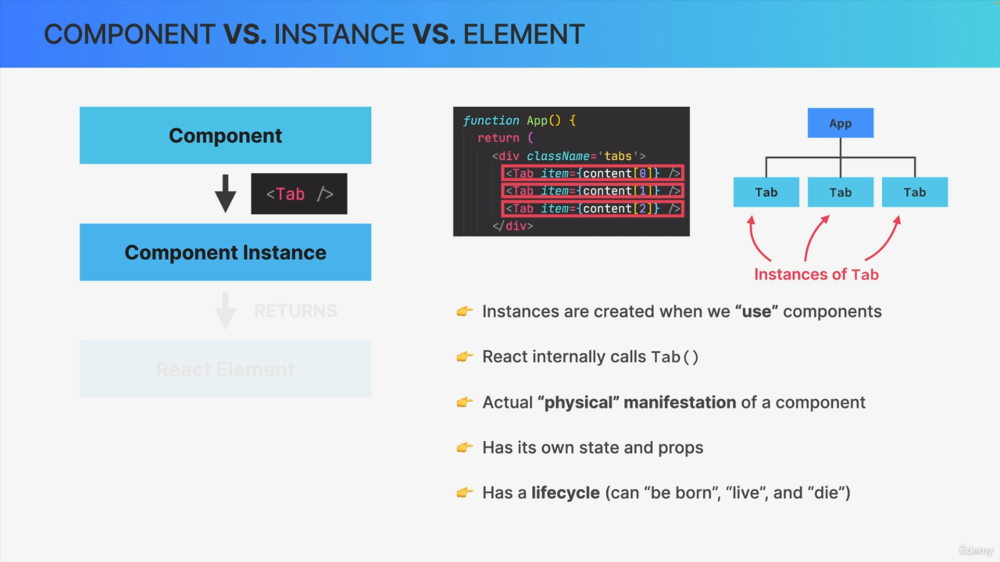 COMPONENT VS. INSTANCE VS. ELEMENT
Component
<Tab />
Component Instance
RETURNS
React Element
function App() {
return (
<div className='tabs'>
<Tab item={content[0]} />
<Tab item={content[1]} />
<Tab item={content[2]} />
</div>
App
Tab
Tab
Tab
Instances of Tab
👉 Instances are created when we “use” components
👉 React internally calls Tab()
👉 Actual “physical” manifestation of a component
👉 Has its own state and props
👉 Has a lifecycle (can “be born”, “live”, and “die”)
ûdemy